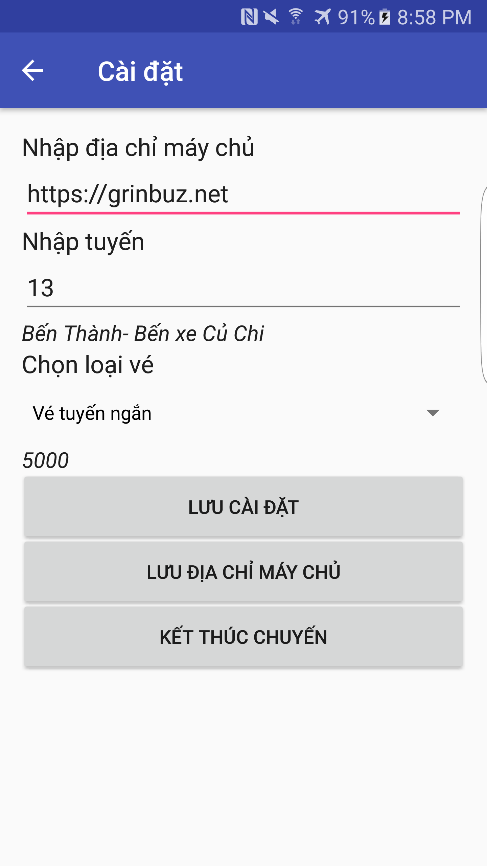 91% 8:58 PM
Cài đặt
Nhập địa chỉ máy chủ
https://grinbuz.net
Nhập tuyến
13
Bến Thành- Bến xe Củ Chi
Chọn loại vé
Vé tuyến ngắn
5000
LƯU CÀI ĐẶT
LƯU ĐỊA CHỈ MÁY CHỦ
KẾT THÚC CHUYẾN